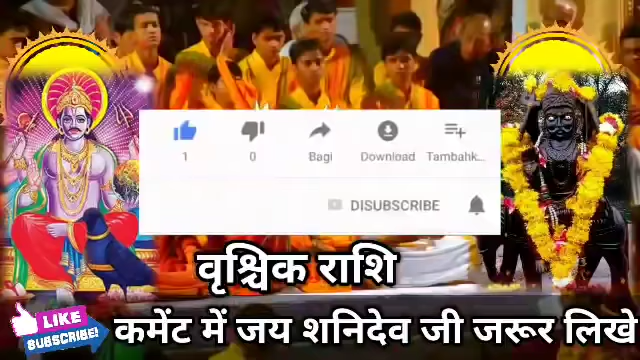 1 0 Bagi Download Tambahk...
DISUBSCRIBE
वृश्चिक राशि
LIKE
SUBSCRIBE!
कमेंट में जय शनिदेव जी जरूर लिखे